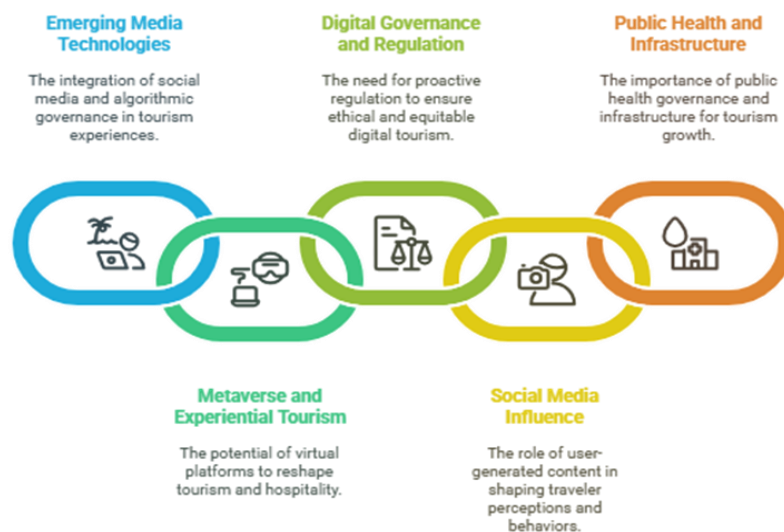 Emerging Media
Technologies
The integration of social
media and algorithmic
governance in tourism
experiences.
Digital Governance
and Regulation
The need for proactive
regulation to ensure
ethical and equitable
digital tourism.
Public Health and
Infrastructure
The importance of public
health governance and
infrastructure for tourism
growth.
Metaverse and
Experiential Tourism
The potential of virtual
platforms to reshape
tourism and hospitality.
Social Media
Influence
The role of user-
generated content in
shaping traveler
perceptions and
behaviors.